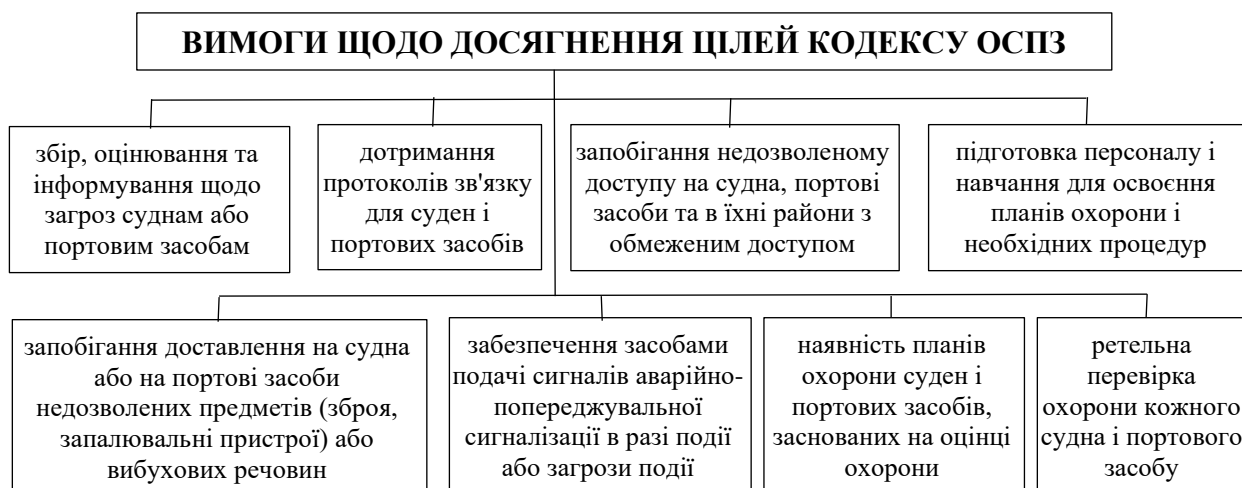 ВИМОГИ ЩОДО ДОСЯГНЕННЯ ЦІЛЕЙ КОДЕКСУ ОСПЗ
збір, оцінювання та
інформування щодо
загроз суднам або
портовим засобам
дотримання
протоколів зв'язку
для суден і
портових засобів
запобігання недозволеному
доступу на судна, портові
засоби та в їхні райони з
обмеженим доступом
підготовка персоналу і
навчання для освоєння
планів охорони і
необхідних процедур
запобігання доставлення на судна
або на портові засоби
недозволених предметів (зброя,
запалювальні пристрої) або
вибухових речовин
забезпечення засобами
подачі сигналів аварійно-
попереджувальної
сигналізації в разі події
або загрози події
наявність планів
охорони суден і
портових засобів,
заснованих на оцінці
охорони
ретельна
перевірка
охорони кожного
судна і портового
засобу